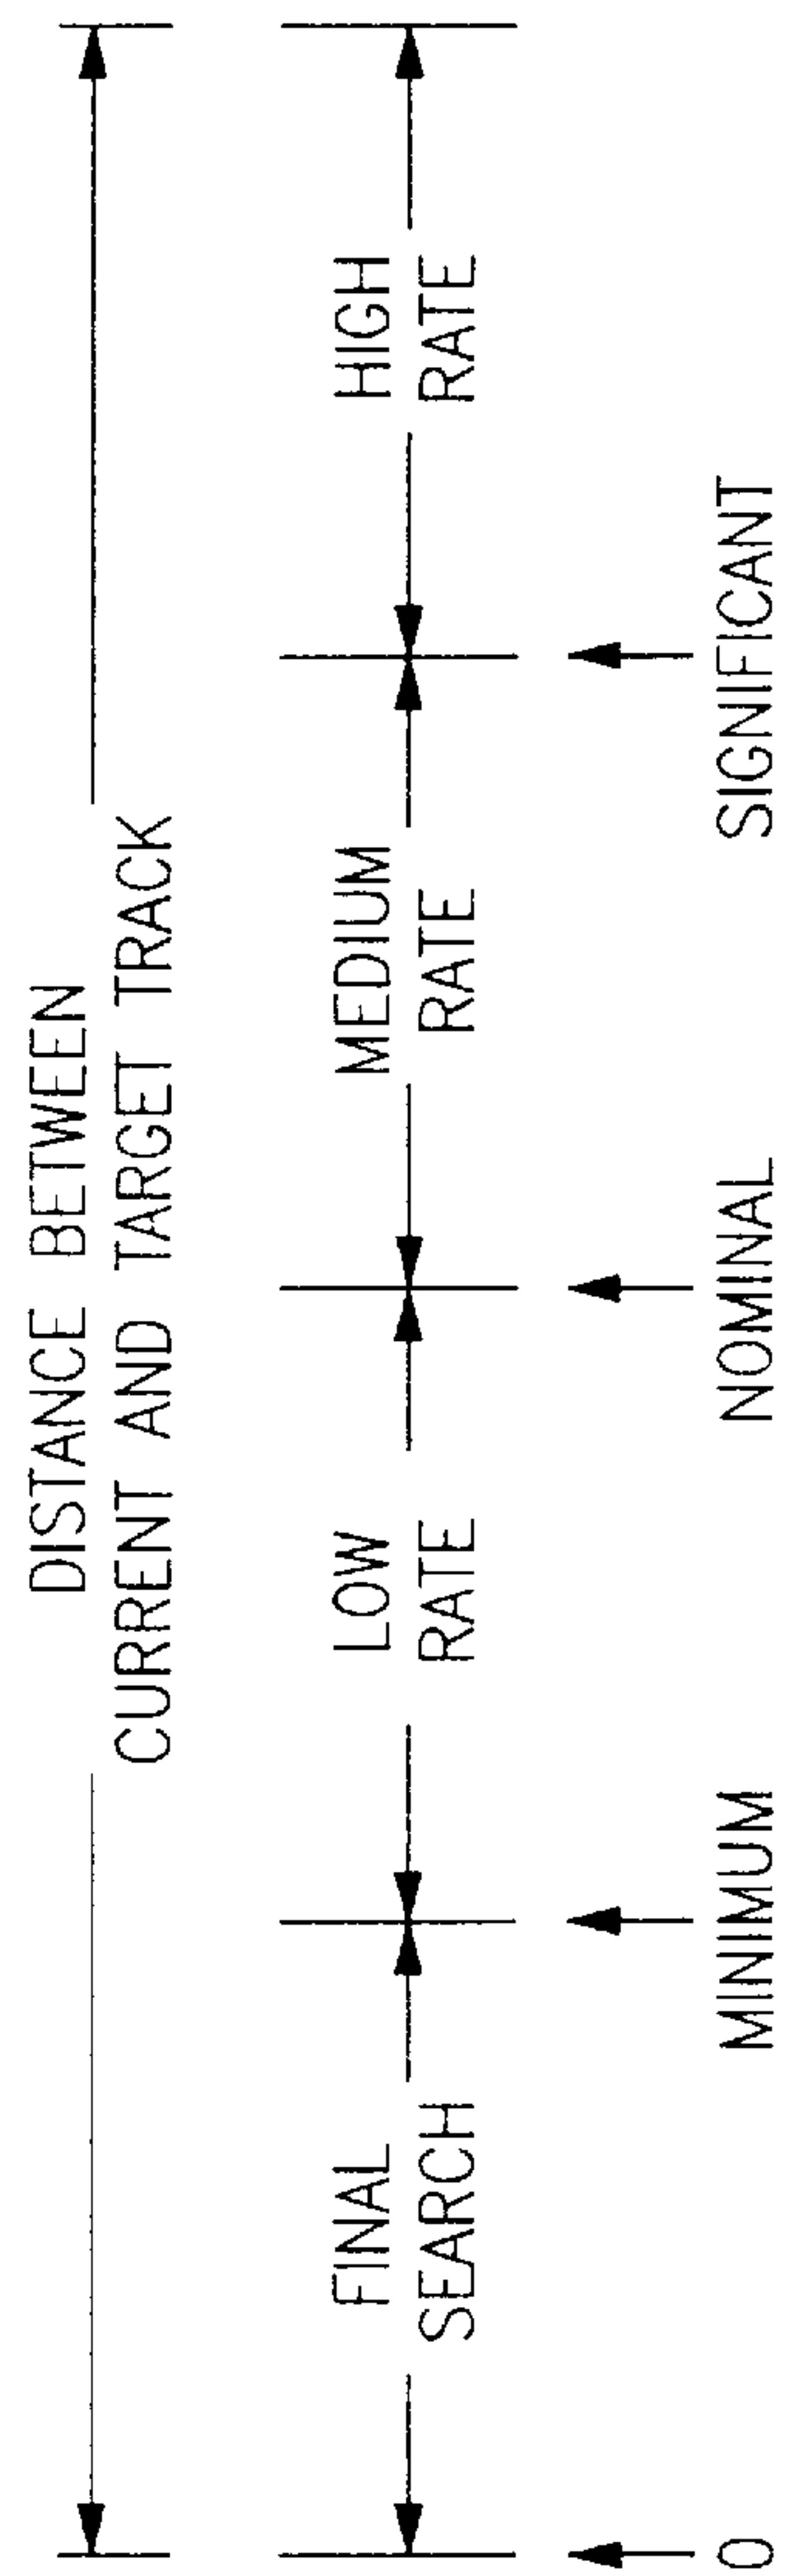 DISTANCE BETWEEN
CURRENT AND TARGET TRACK
FINAL
SEARCH
LOW
RATE
MEDIUM
RATE
HIGH
RATE
0
MINIMUM
NOMINAL
SIGNIFICANT